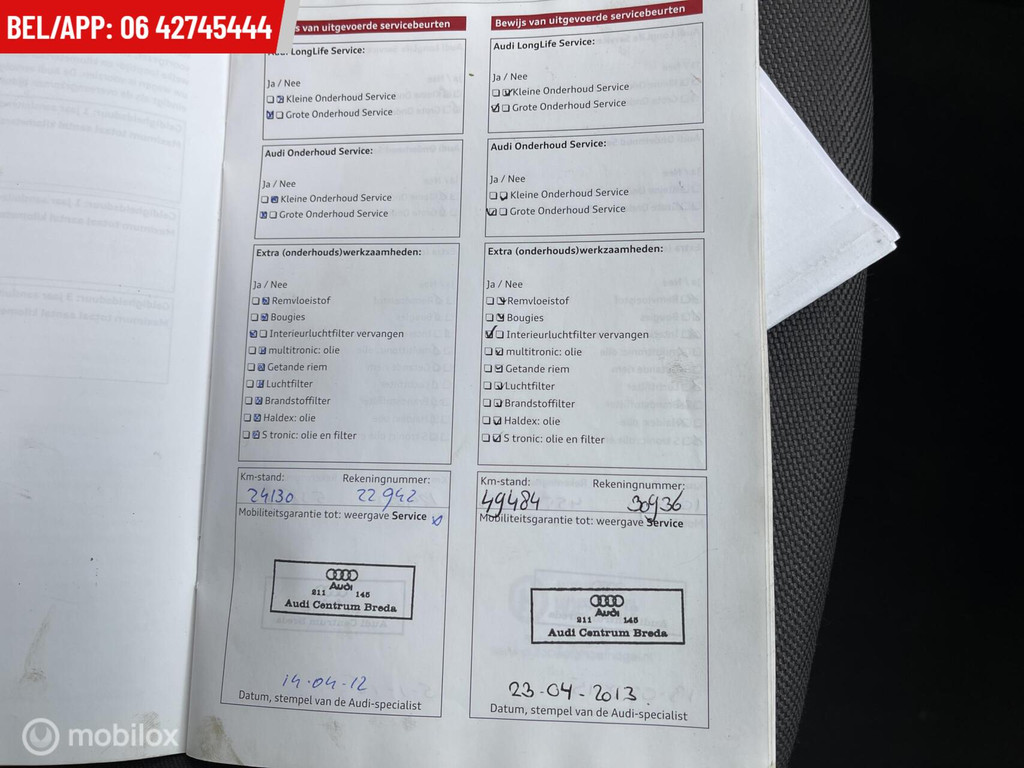 BEL/APP: 06 42745444
s van uitgevoerde servicebeurten
LongLife Service:
Ja / Nee
Kleine Onderhoud Service
Grote Onderhoud Service
Audi Onderhoud Service:
Ja / Nee
Kleine Onderhoud Service
Grote Onderhoud Service
Extra (onderhouds)werkzaamheden:
Ja / Nee
Remvloeistof
Bougies
Interieurluchtfilter vervangen
multitronic: olie
Getande riem
Luchtfilter
Brandstoffilter
Haldex: olie
S tronic: olie en filter
Km-stand: Rekeningnummer:
24130 22942
Mobiliteitsgarantie tot: weergave Service
Audi
211 145
Audi Centrum Breda
14-04-12
Datum, stempel van de Audi-specialist
Bewijs van uitgevoerde servicebeurten
Audi LongLife Service:
Ja / Nee
Kleine Onderhoud Service
Grote Onderhoud Service
Audi Onderhoud Service:
Ja / Nee
Kleine Onderhoud Service
Grote Onderhoud Service
Extra (onderhouds)werkzaamheden:
Ja / Nee
Remvloeistof
Bougies
Interieurluchtfilter vervangen
multitronic: olie
Getande riem
Luchtfilter
Brandstoffilter
Haldex: olie
S tronic: olie en filter
Km-stand: Rekeningnummer:
49484 30936
Mobiliteitsgarantie tot: weergave Service
Audi
211 145
Audi Centrum Breda
23-04-2013
Datum, stempel van de Audi-specialist
mobilox